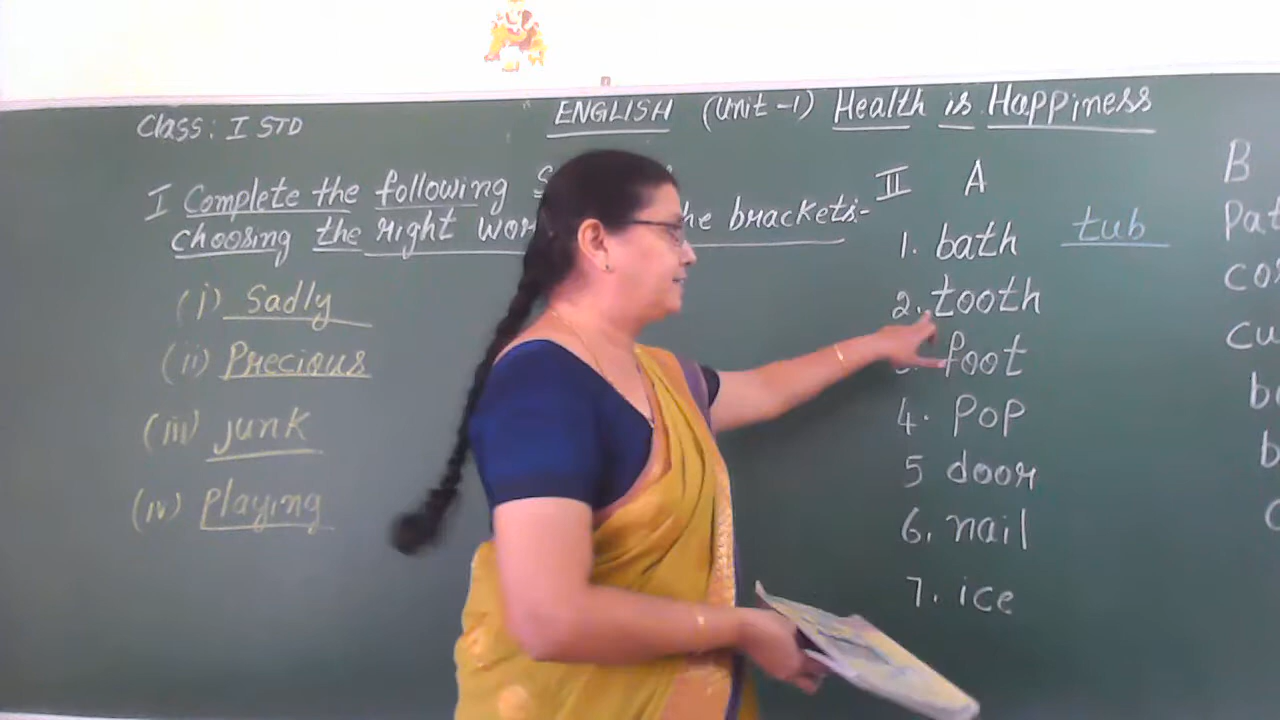 Class: I STD
ENGLISH (Unit-1) Health is Happiness
I Complete the following
choosing the right he brackets:-
(i) Sadly
(ii) Precious
(iii) junk
(iv) Playing
II A
1. bath tub
2. tooth
foot
4. Pop
5 door
6. nail
7. ice
B